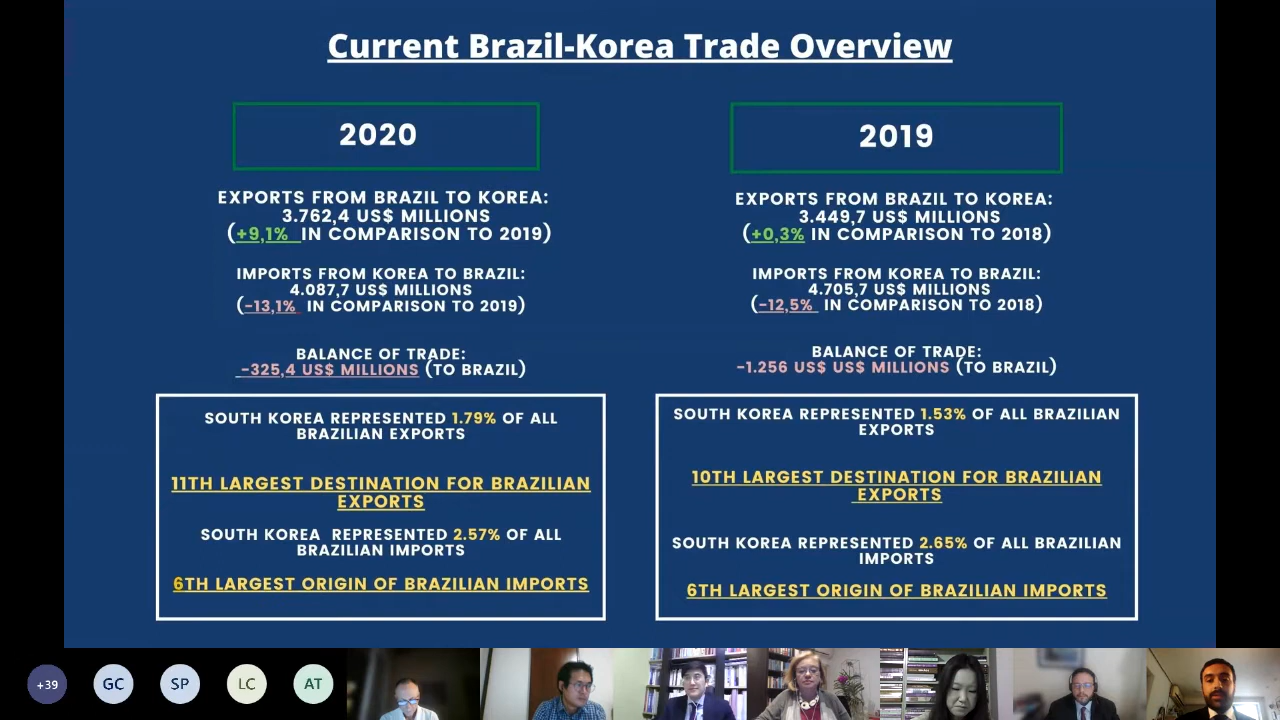 Current Brazil-Korea Trade Overview
2020
EXPORTS FROM BRAZIL TO KOREA:
3.762,4 US$ MILLIONS
(+9,1% IN COMPARISON TO 2019)
IMPORTS FROM KOREA TO BRAZIL:
4.087,7 US$ MILLIONS
(-13,1% IN COMPARISON TO 2019)
BALANCE OF TRADE:
-325,4 US$ MILLIONS (TO BRAZIL)
SOUTH KOREA REPRESENTED 1.79% OF ALL
BRAZILIAN EXPORTS
11TH LARGEST DESTINATION FOR BRAZILIAN
EXPORTS
SOUTH KOREA REPRESENTED 2.57% OF ALL
BRAZILIAN IMPORTS
6TH LARGEST ORIGIN OF BRAZILIAN IMPORTS
2019
EXPORTS FROM BRAZIL TO KOREA:
3.449,7 US$ MILLIONS
(+0,3% IN COMPARISON TO 2018)
IMPORTS FROM KOREA TO BRAZIL:
4.705,7 US$ MILLIONS
(-12,5% IN COMPARISON TO 2018)
BALANCE OF TRADE:
-1.256 US$ US$ MILLIONS (TO BRAZIL)
SOUTH KOREA REPRESENTED 1.53% OF ALL BRAZILIAN
EXPORTS
10TH LARGEST DESTINATION FOR BRAZILIAN
EXPORTS
SOUTH KOREA REPRESENTED 2.65% OF ALL BRAZILIAN
IMPORTS
6TH LARGEST ORIGIN OF BRAZILIAN IMPORTS
+39 GC SP LC AT